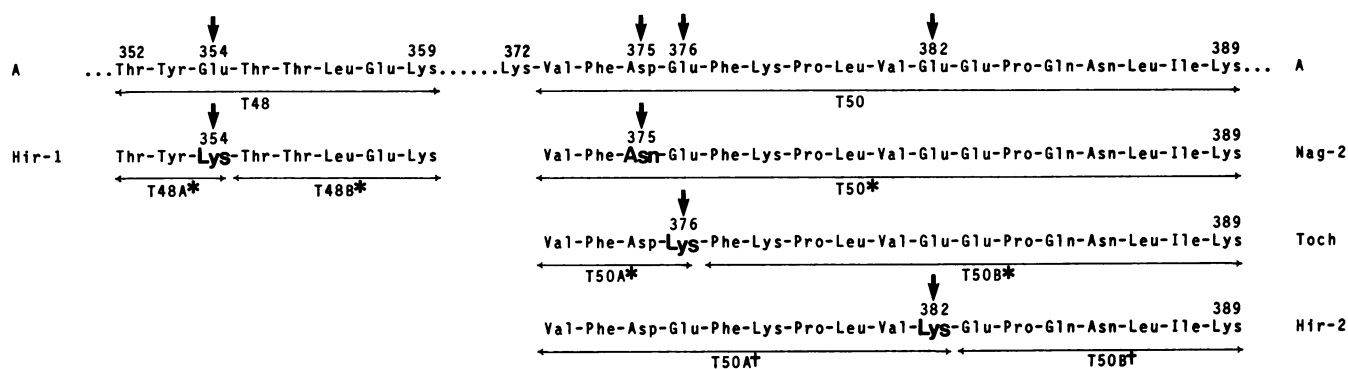 352 354 359 372 375 376 382 389
A ...Thr-Tyr-Glu-Thr-Thr-Leu-Glu-Lys......Lys-Val-Phe-Asp-Glu-Phe-Lys-Pro-Leu-Val-Glu-Glu-Pro-Gln-Asn-Leu-Ile-Lys... A
T48 T50
354 375 389
Hir-1 Thr-Tyr-Lys-Thr-Thr-Leu-Glu-Lys Val-Phe-Asn-Glu-Phe-Lys-Pro-Leu-Val-Glu-Glu-Pro-Gln-Asn-Leu-Ile-Lys Nag-2
T48A* T48B* T50*
376 389
Val-Phe-Asp-Lys-Phe-Lys-Pro-Leu-Val-Glu-Glu-Pro-Gln-Asn-Leu-Ile-Lys Toch
T50A* T50B*
382 389
Val-Phe-Asp-Glu-Phe-Lys-Pro-Leu-Val-Lys-Glu-Pro-Gln-Asn-Leu-Ile-Lys Hir-2
T50A† T50B†